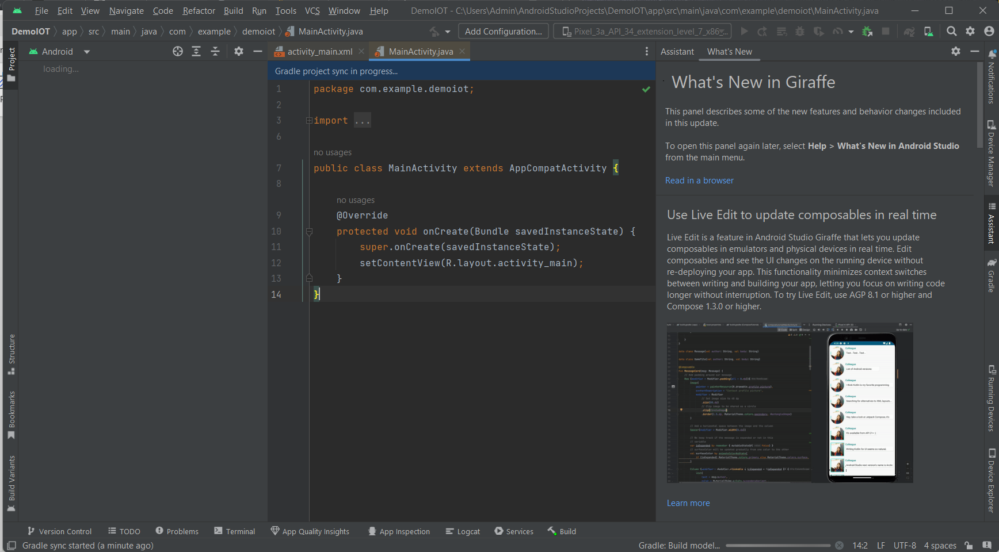 File Edit View Navigate Code Refactor Build Run Tools VCS Window Help DemoIOT - C:\Users\Admin\AndroidStudioProjects\DemoIOT\app\src\main\java\com\example\demoiot\MainActivity.java
DemoIOT app src main java com example demoiot MainActivity.java Add Configuration... Pixel_3a_API_34_extension_level_7_x86
Project
Android
loading...
Structure
Bookmarks
Build Variants
activity_main.xml MainActivity.java
Gradle project sync in progress...
1 package com.example.demoiot;
2
3 import ...
6
no usages
7 public class MainActivity extends AppCompatActivity {
8
no usages
9 @Override
10 protected void onCreate(Bundle savedInstanceState) {
11 super.onCreate(savedInstanceState);
12 setContentView(R.layout.activity_main);
13 }
14 }
Assistant What's New
What's New in Giraffe
This panel describes some of the new features and behavior changes included
in this update.
To open this panel again later, select Help > What's New in Android Studio
from the main menu.
Read in a browser
Use Live Edit to update composables in real time
Live Edit is a feature in Android Studio Giraffe that lets you update
composables in emulators and physical devices in real time. Edit
composables and see the UI changes on the running device without
re-deploying your app. This functionality minimizes context switches
between writing and building your app, letting you focus on writing code
longer without interruption. To try Live Edit, use AGP 8.1 or higher and
Compose 1.3.0 or higher.
Learn more
Notifications
Device Manager
Assistant
Gradle
Running Devices
Device Explorer
Version Control TODO Problems Terminal App Quality Insights App Inspection Logcat Services Build
Gradle sync started (a minute ago) Gradle: Build model... 14:2 LF UTF-8 4 spaces